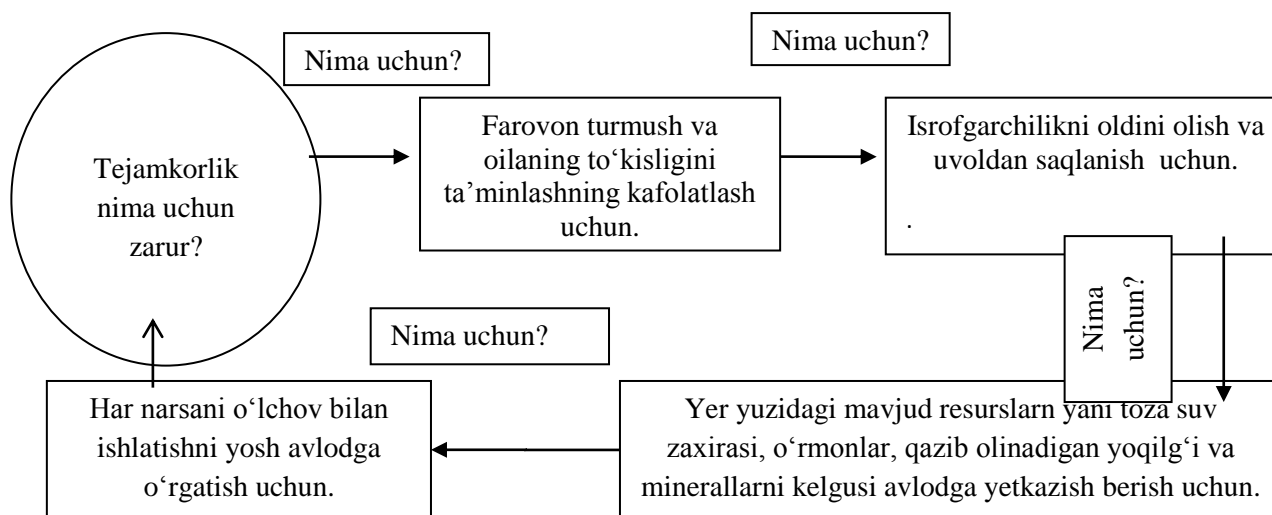 Tejamkorlik
nima uchun
zarur?
Nima uchun?
Farovon turmush va
oilaning to‘kisligini
ta’minlashning kafolatlash
uchun.
Nima uchun?
Isrofgarchilikni oldini olish va
uvoldan saqlanish uchun.
.
Nima
uchun?
Yer yuzidagi mavjud resurslarn yani toza suv
zaxirasi, o‘rmonlar, qazib olinadigan yoqilg‘i va
minerallarni kelgusi avlodga yetkazish berish uchun.
Nima uchun?
Har narsani o‘lchov bilan
ishlatishni yosh avlodga
o‘rgatish uchun.